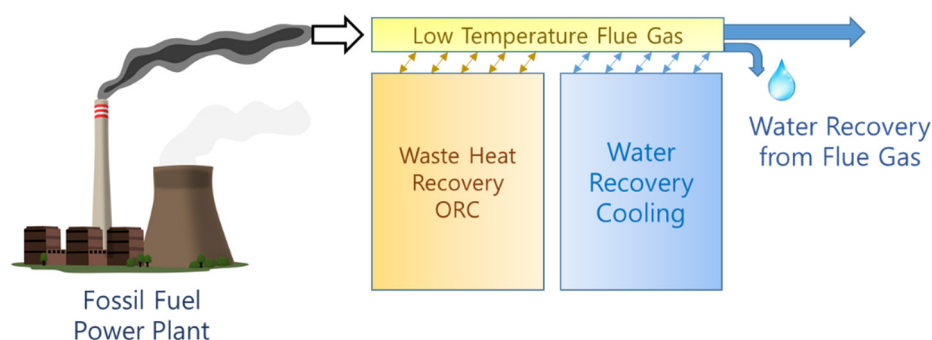 Low Temperature Flue Gas
Waste Heat
Recovery
ORC
Water
Recovery
Cooling
Water Recovery
from Flue Gas
Fossil Fuel
Power Plant